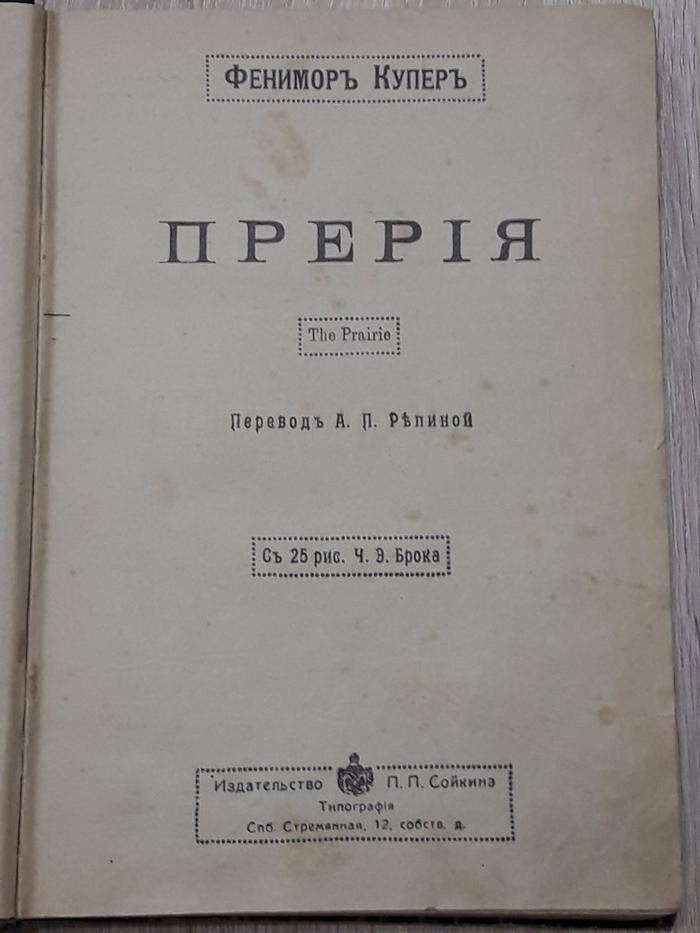 Фениморъ Куперъ
ПРЕРІЯ
The Prairie
Переводъ А. П. Рѣпиной
Съ 25 рис. Ч. Э. Брока
Издательство П. П. Сойкина
Типографія
Спб. Стремянная, 12, собств. д.